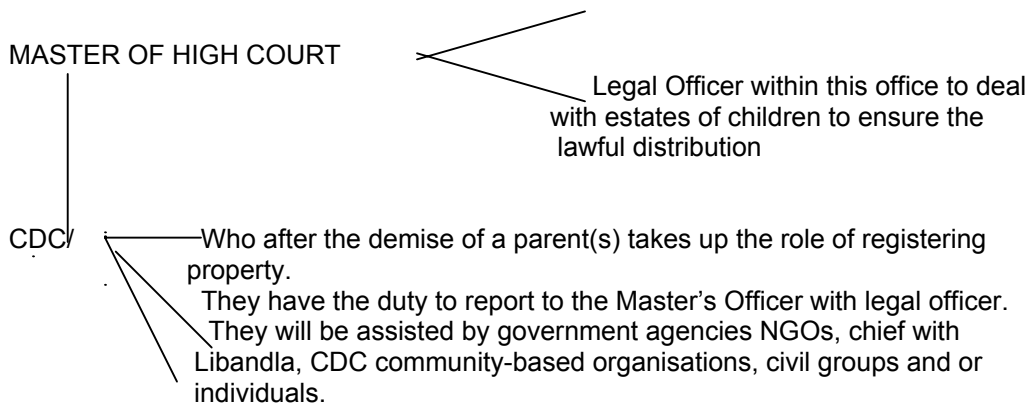 MASTER OF HIGH COURT
Legal Officer within this office to deal
with estates of children to ensure the
lawful distribution
CDC/
Who after the demise of a parent(s) takes up the role of registering
property.
They have the duty to report to the Master’s Officer with legal officer.
They will be assisted by government agencies NGOs, chief with
Libandla, CDC community-based organisations, civil groups and or
individuals.